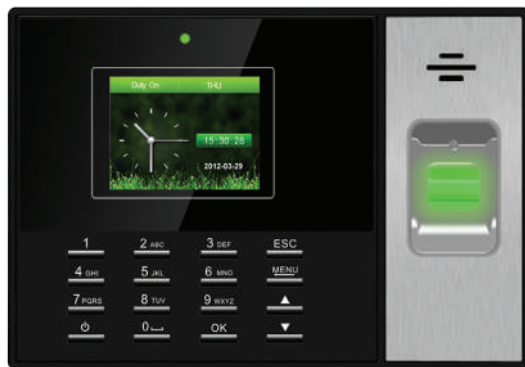 Duty On THU
15:30:28
2012-03-29
1 2 ABC 3 DEF ESC
4 GHI 5 JKL 6 MNO MENU
7 PQRS 8 TUV 9 WXYZ ▲
0 OK ▼